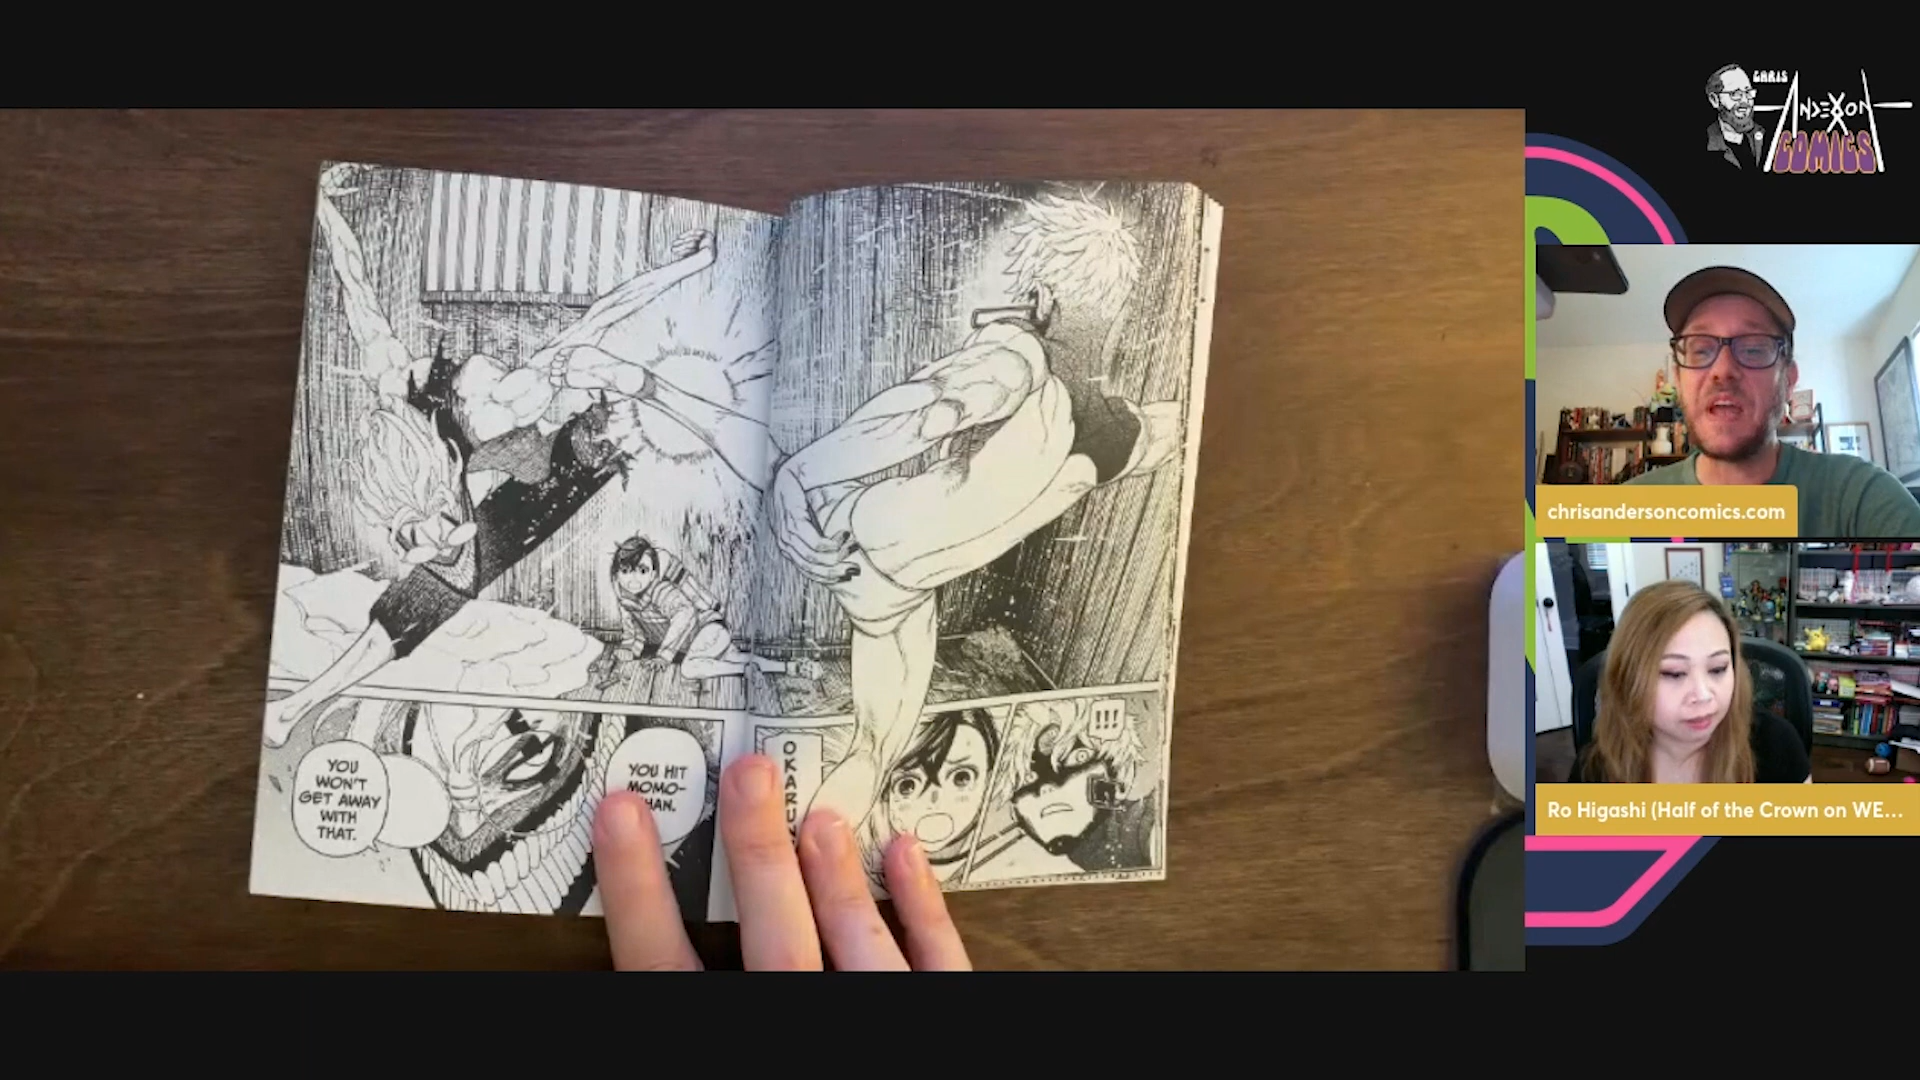 CHRIS
ANDERSON
COMICS
YOU
WON'T
GET AWAY
WITH
THAT.
YOU HIT
MOMO-
HAN.
OKARUN
!!!
chrisandersoncomics.com
Ro Higashi (Half of the Crown on WE...